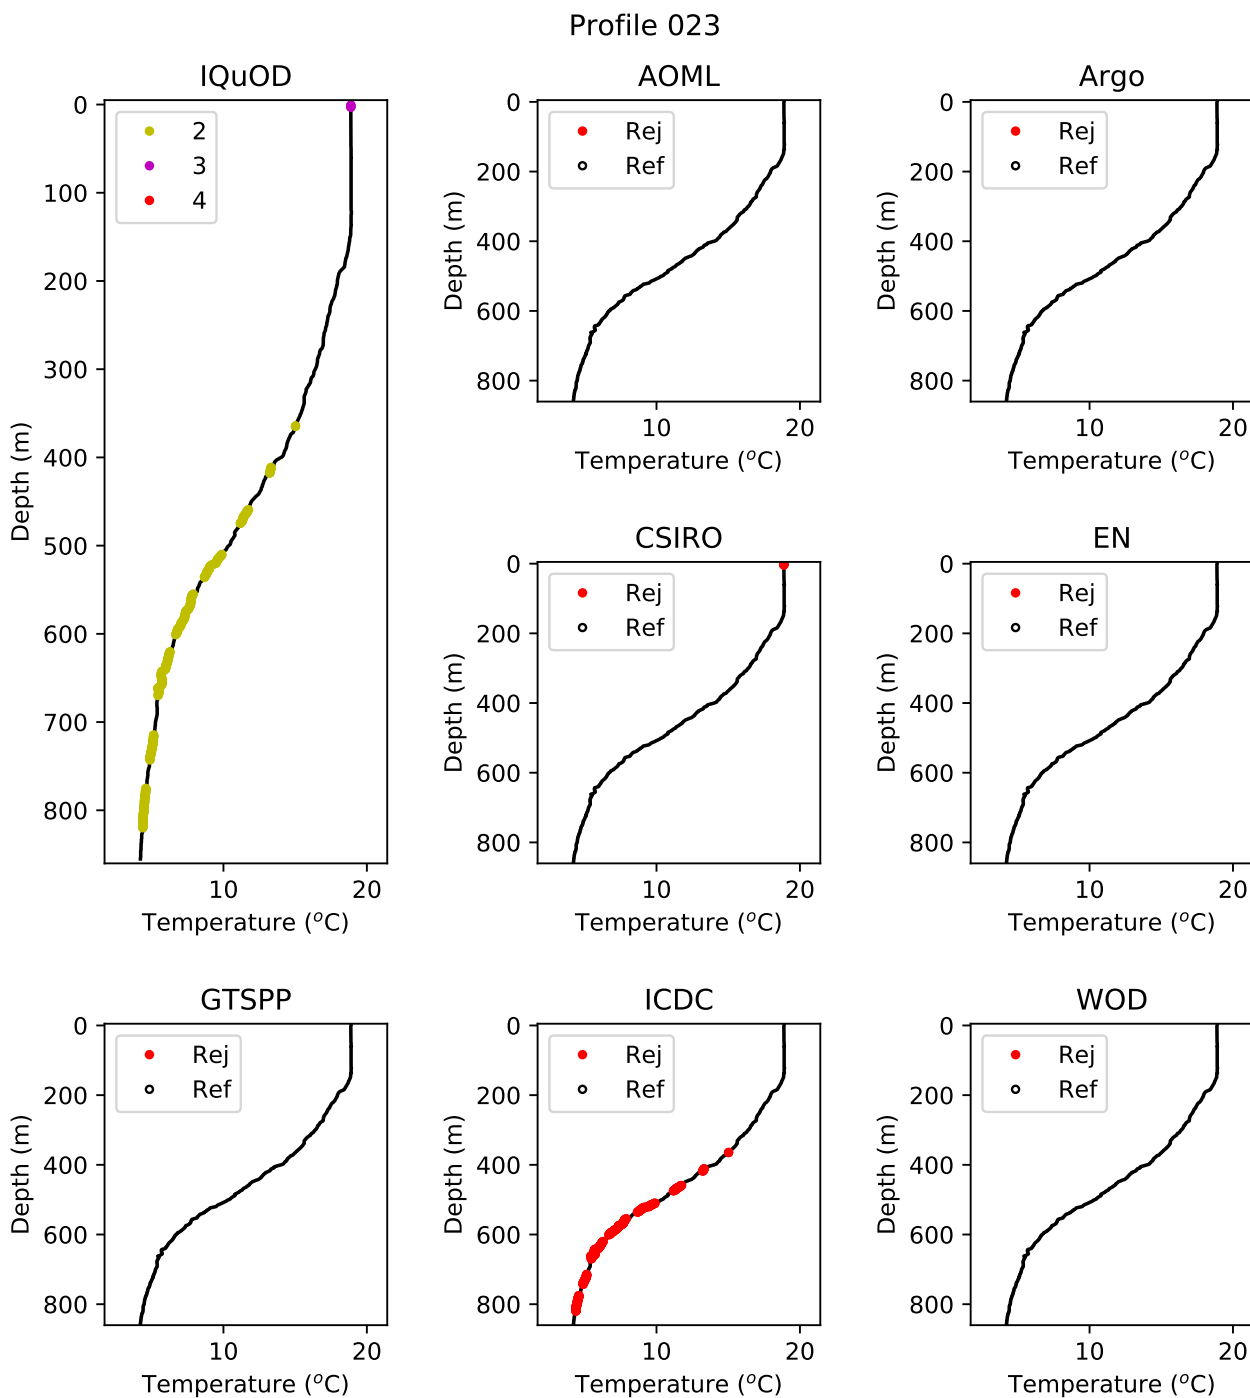 Profile 023
IQuOD
0
100
200
300
400
500
600
700
800
Depth (m)
2
3
4
10 20
Temperature (°C)
AOML
0
200
400
600
800
Depth (m)
Rej
Ref
10 20
Temperature (°C)
Argo
0
200
400
600
800
Depth (m)
Rej
Ref
10 20
Temperature (°C)
CSIRO
0
200
400
600
800
Depth (m)
Rej
Ref
10 20
Temperature (°C)
EN
0
200
400
600
800
Depth (m)
Rej
Ref
10 20
Temperature (°C)
GTSPP
0
200
400
600
800
Depth (m)
Rej
Ref
10 20
Temperature (°C)
ICDC
0
200
400
600
800
Depth (m)
Rej
Ref
10 20
Temperature (°C)
WOD
0
200
400
600
800
Depth (m)
Rej
Ref
10 20
Temperature (°C)